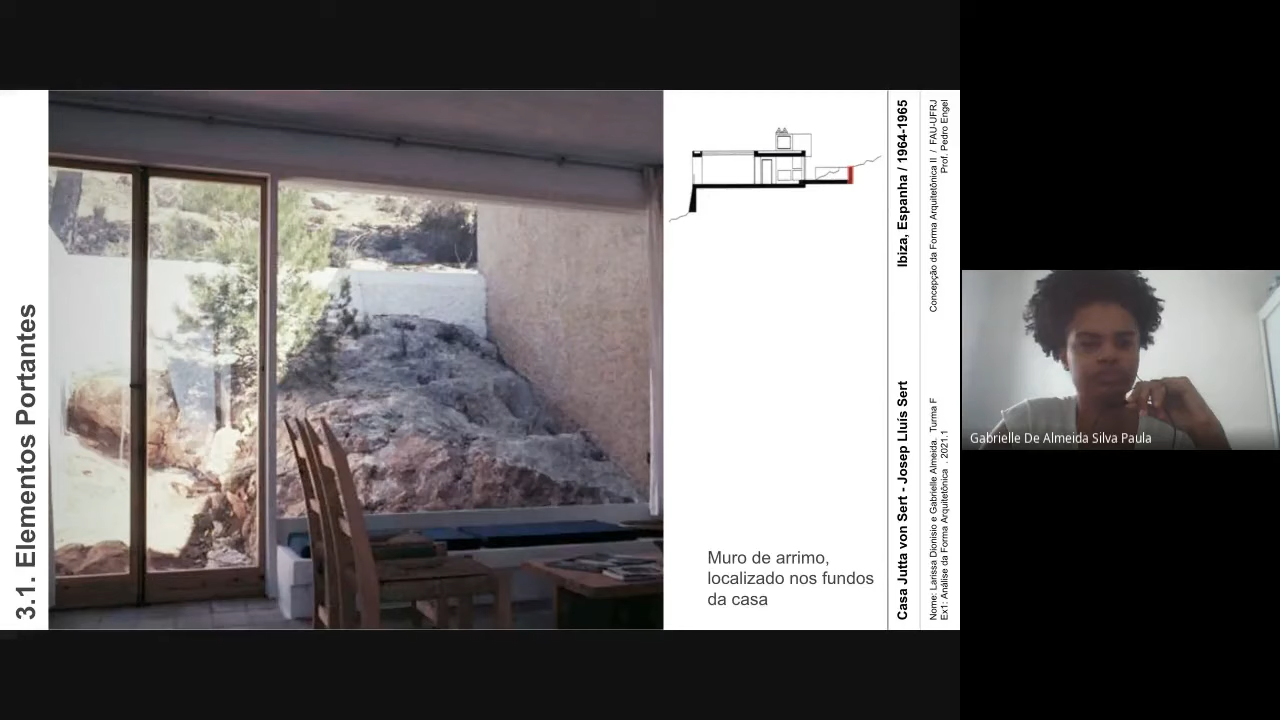 3.1. Elementos Portantes
Muro de arrimo,
localizado nos fundos
da casa
Casa Jutta von Sert - Josep Lluís Sert
Ibiza, Espanha / 1964-1965
Nome: Larissa Dionisio e Gabrielle Almeida. Turma F
Ex1: Análise da Forma Arquitetônica . 2021.1
Concepção da Forma Arquitetônica II / FAU-UFRJ
Prof. Pedro Engel
Gabrielle De Almeida Silva Paula